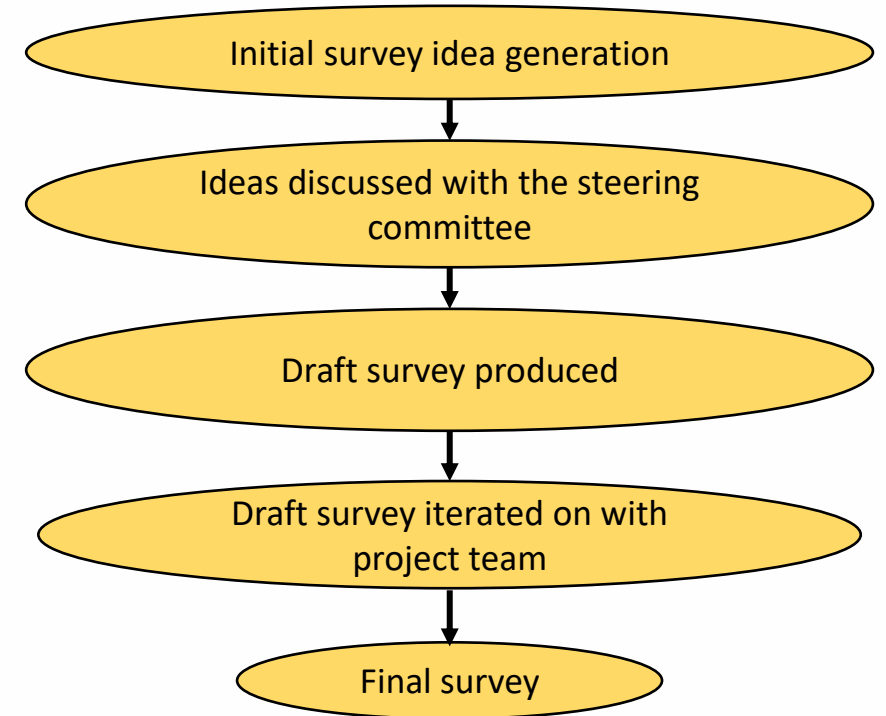 Initial survey idea generation
Ideas discussed with the steering
committee
Draft survey produced
Draft survey iterated on with
project team
Final survey